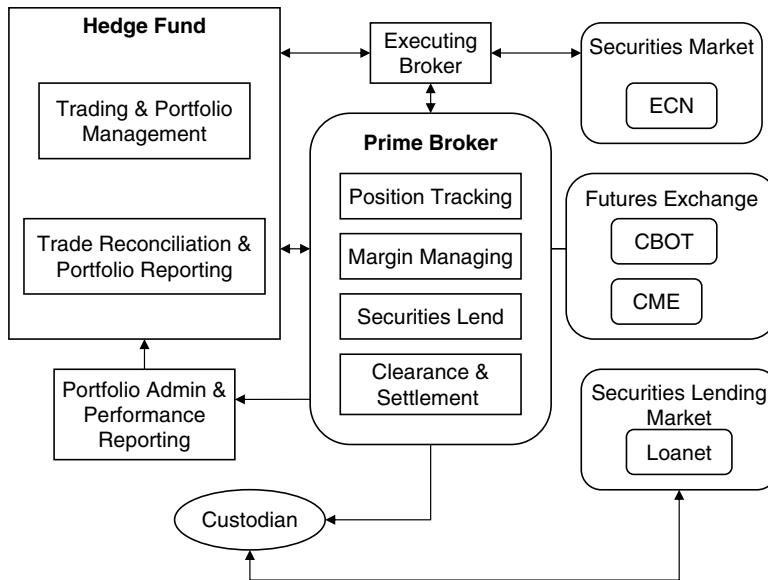 Hedge Fund
Trading & Portfolio
Management
Trade Reconciliation &
Portfolio Reporting
Executing
Broker
Securities Market
ECN
Prime Broker
Position Tracking
Margin Managing
Securities Lend
Clearance &
Settlement
Futures Exchange
CBOT
CME
Portfolio Admin &
Performance
Reporting
Securities Lending
Market
Loanet
Custodian